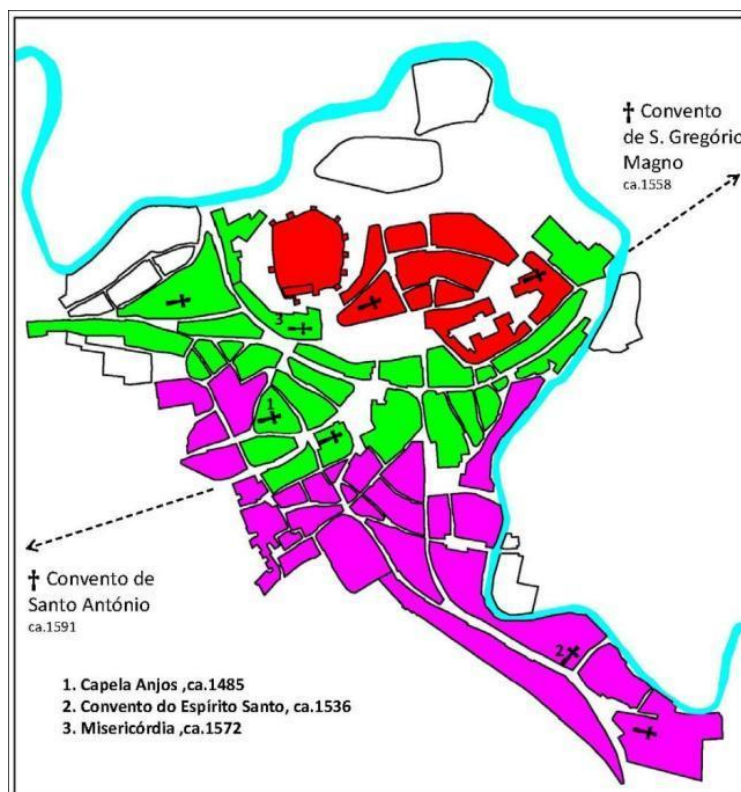 † Convento
de S. Gregório
Magno
ca.1558
3
1
† Convento de
Santo António
ca.1591
2
1. Capela Anjos ,ca.1485
2. Convento do Espírito Santo, ca.1536
3. Misericórdia ,ca.1572